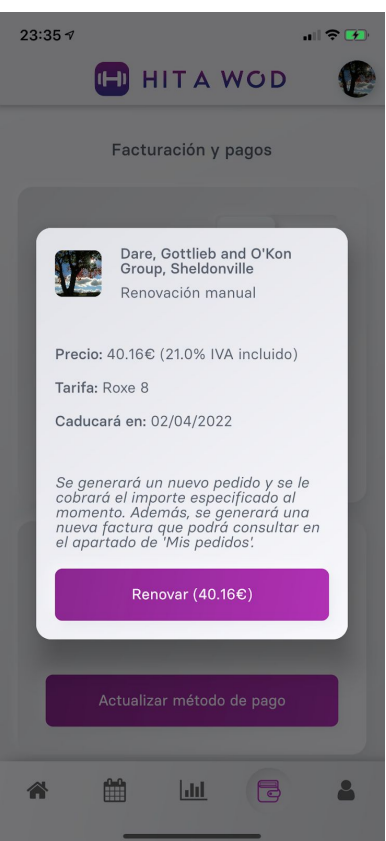 23:35
HIT A WOD
Facturación y pagos
Dare, Gottlieb and O'Kon
Group, Sheldonville
Renovación manual
Precio: 40.16€ (21.0% IVA incluido)
Tarifa: Roxe 8
Caducará en: 02/04/2022
Se generará un nuevo pedido y se le
cobrará el importe especificado al
momento. Además, se generará una
nueva factura que podrá consultar en
el apartado de 'Mis pedidos'.
Renovar (40.16€)
Actualizar método de pago